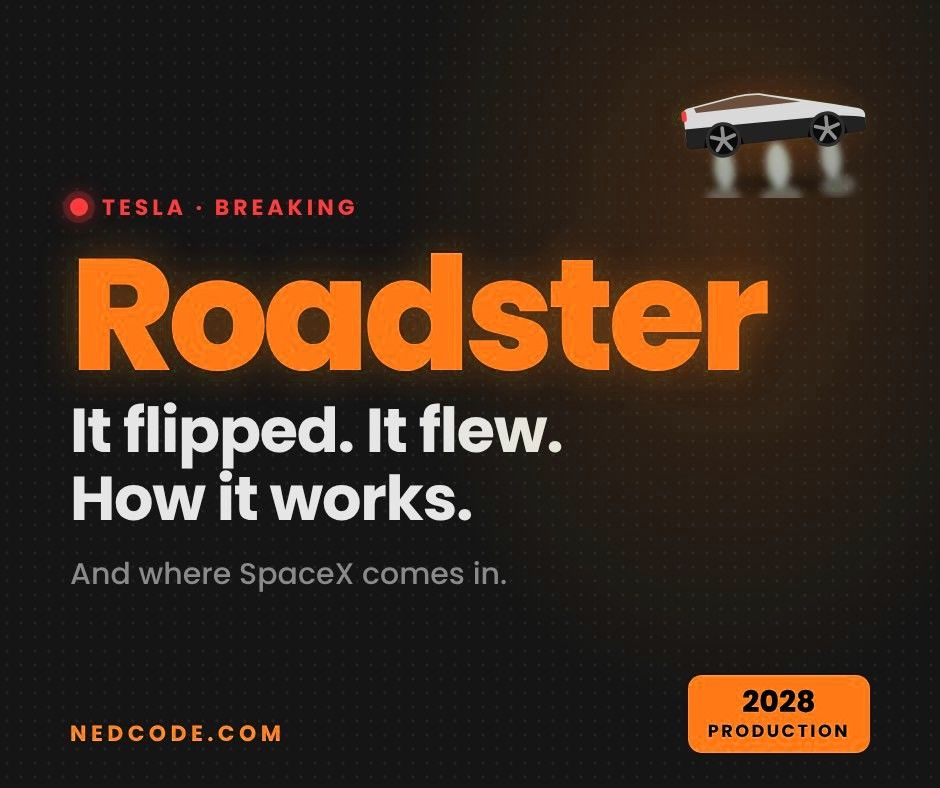 TESLA · BREAKING
Roadster
It flipped. It flew.
How it works.
And where SpaceX comes in.
NEDCODE.COM
2028
PRODUCTION